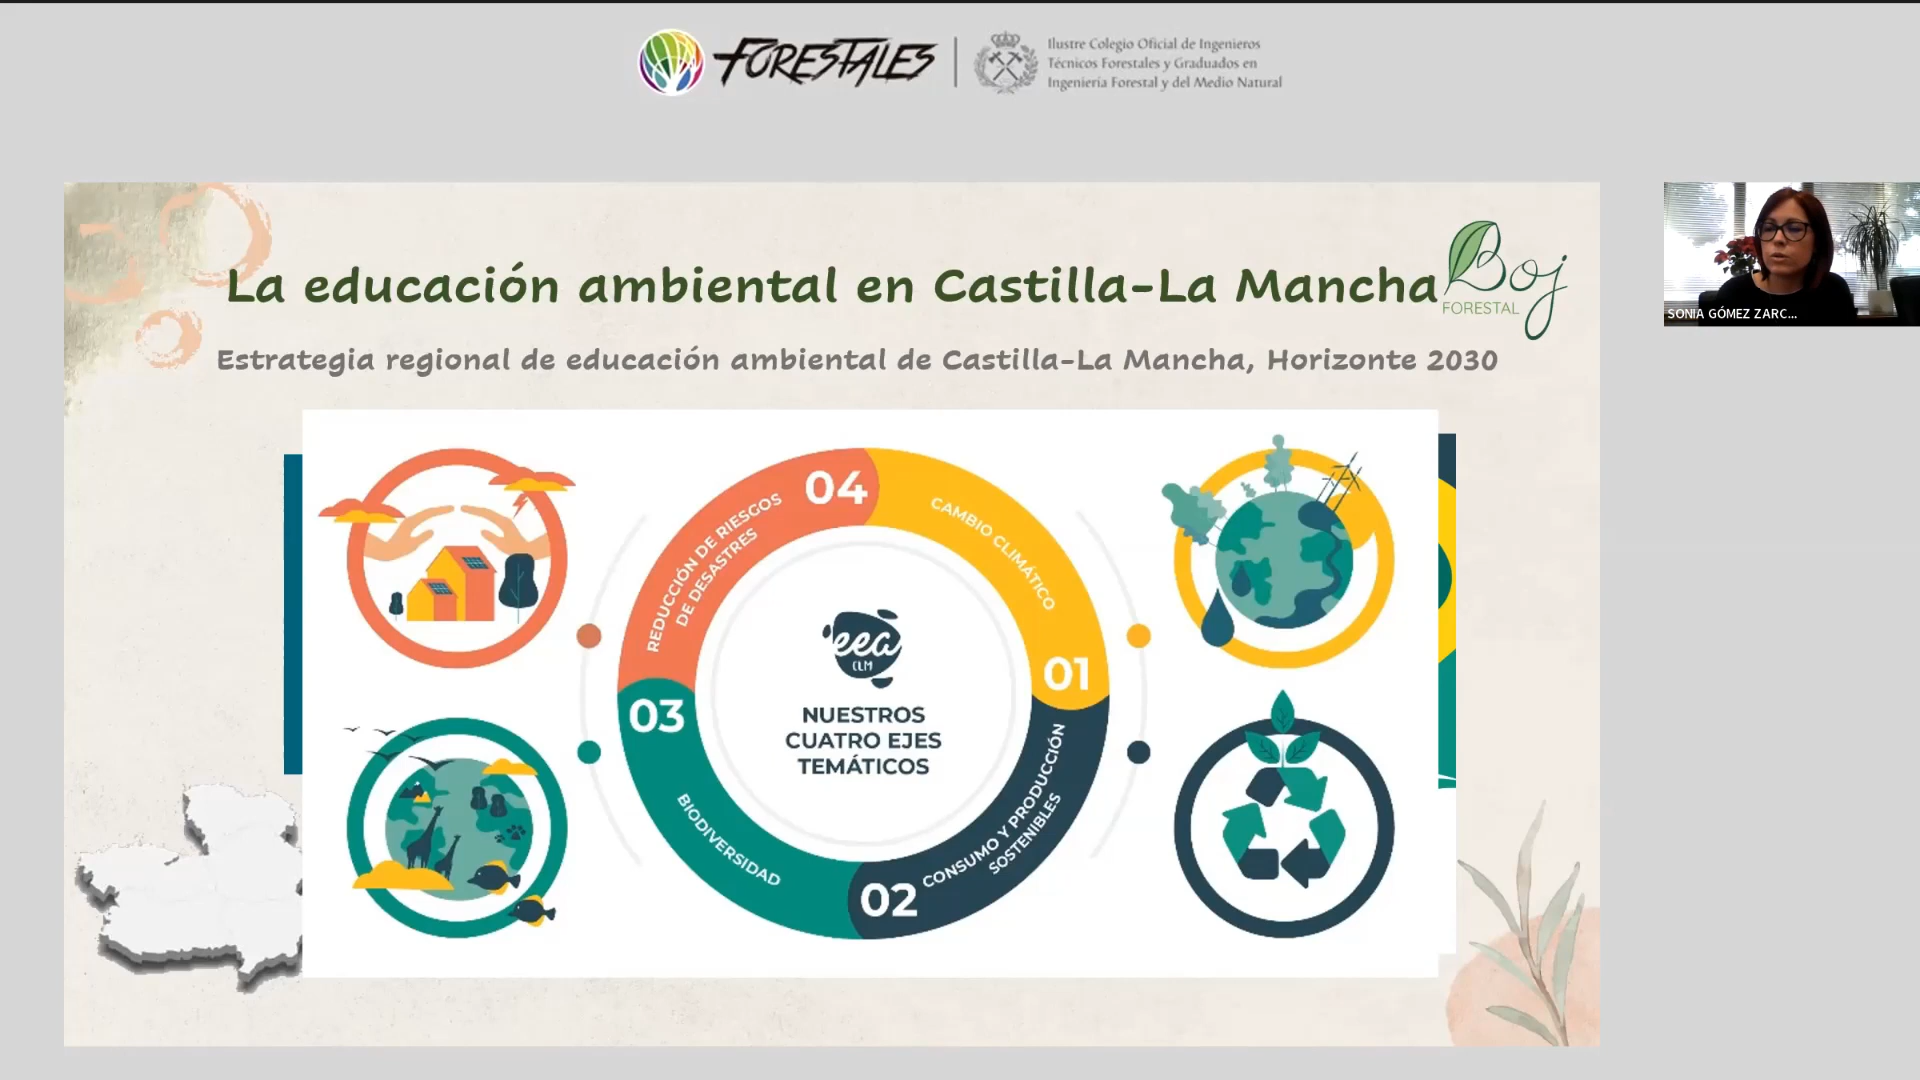 FORESTALES
Ilustre Colegio Oficial de Ingenieros
Técnicos Forestales y Graduados en
Ingeniería Forestal y del Medio Natural
La educación ambiental en Castilla-La Mancha
Boj
FORESTAL
Estrategia regional de educación ambiental de Castilla-La Mancha, Horizonte 2030
SONIA GÓMEZ ZARC...
04
REDUCCIÓN DE RIESGOS
DE DESASTRES
CAMBIO CLIMÁTICO
01
eea
CLM
NUESTROS
CUATRO EJES
TEMÁTICOS
03
BIODIVERSIDAD
02
CONSUMO Y PRODUCCIÓN
SOSTENIBLES